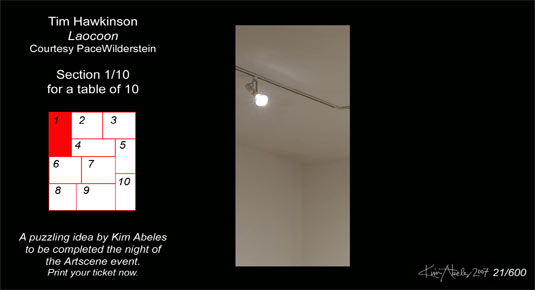 Tim Hawkinson
Laocoon
Courtesy PaceWilderstein
Section 1/10
for a table of 10
1 2 3
4 5
6 7
8 9 10
A puzzling idea by Kim Abeles
to be completed the night of
the Artscene event.
Print your ticket now.
Kim Abeles 2007 21/600